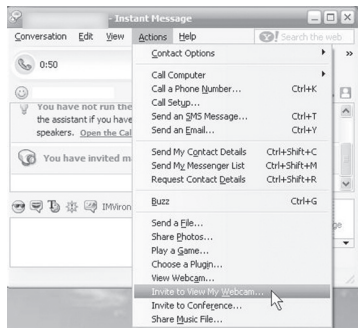 - Instant Message
Conversation Edit View Actions Help Search the web
0:50
You have not run the
the assistant if you have
speakers. Open the Cal
You have invited m
IMViron
Contact Options
Call Computer
Call a Phone Number... Ctrl+K
Call Setup...
Send an SMS Message... Ctrl+T
Send an Email... Ctrl+Y
Send My Contact Details Ctrl+Shift+C
Send My Messenger List Ctrl+Shift+M
Request Contact Details Ctrl+Shift+R
Buzz Ctrl+G
Send a File...
Share Photos...
Play a Game...
Choose a Plugin...
View Webcam...
Invite to View My Webcam...
Invite to Conference...
Share Music File...